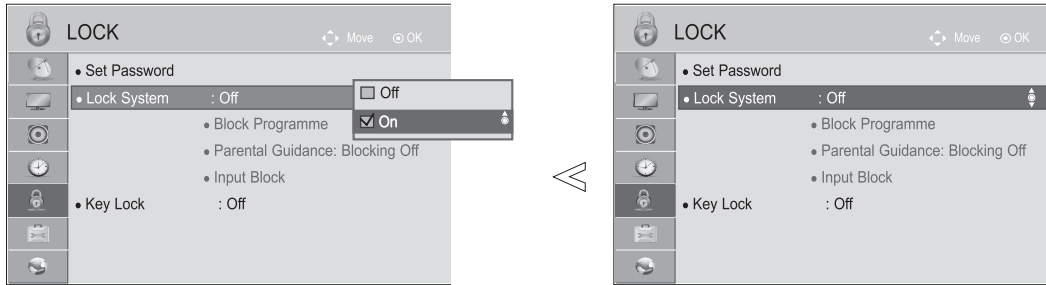 LOCK
Move OK
• Set Password
• Lock System : Off
Off
On
• Block Programme
• Parental Guidance: Blocking Off
• Input Block
• Key Lock : Off
LOCK
Move OK
• Set Password
• Lock System : Off
• Block Programme
• Parental Guidance: Blocking Off
• Input Block
• Key Lock : Off